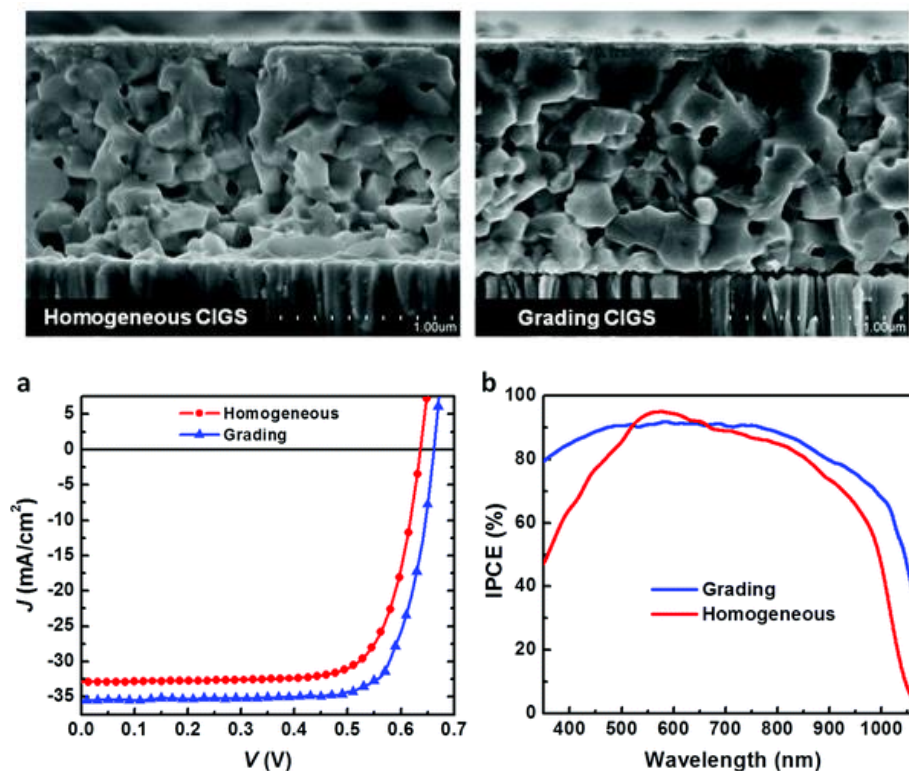 Homogeneous CIGS
1.00um
Grading CIGS
1.00um
a
5
0
-5
-10
-15
-20
-25
-30
-35
J (mA/cm²)
Homogeneous
Grading
0.0 0.1 0.2 0.3 0.4 0.5 0.6 0.7
V (V)
b
100
80
60
40
20
0
IPCE (%)
Grading
Homogeneous
400 500 600 700 800 900 1000
Wavelength (nm)